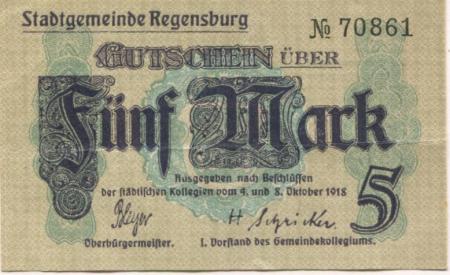 Stadtgemeinde Regensburg
№ 70861
GUTSCHEIN ÜBER
Fünf Mark
Ausgegeben nach Beschlüssen
der städtischen Kollegien vom 4. und 8. Oktober 1918
5
H Schricker.
Oberbürgermeister. I. Vorstand des Gemeindekollegiums.